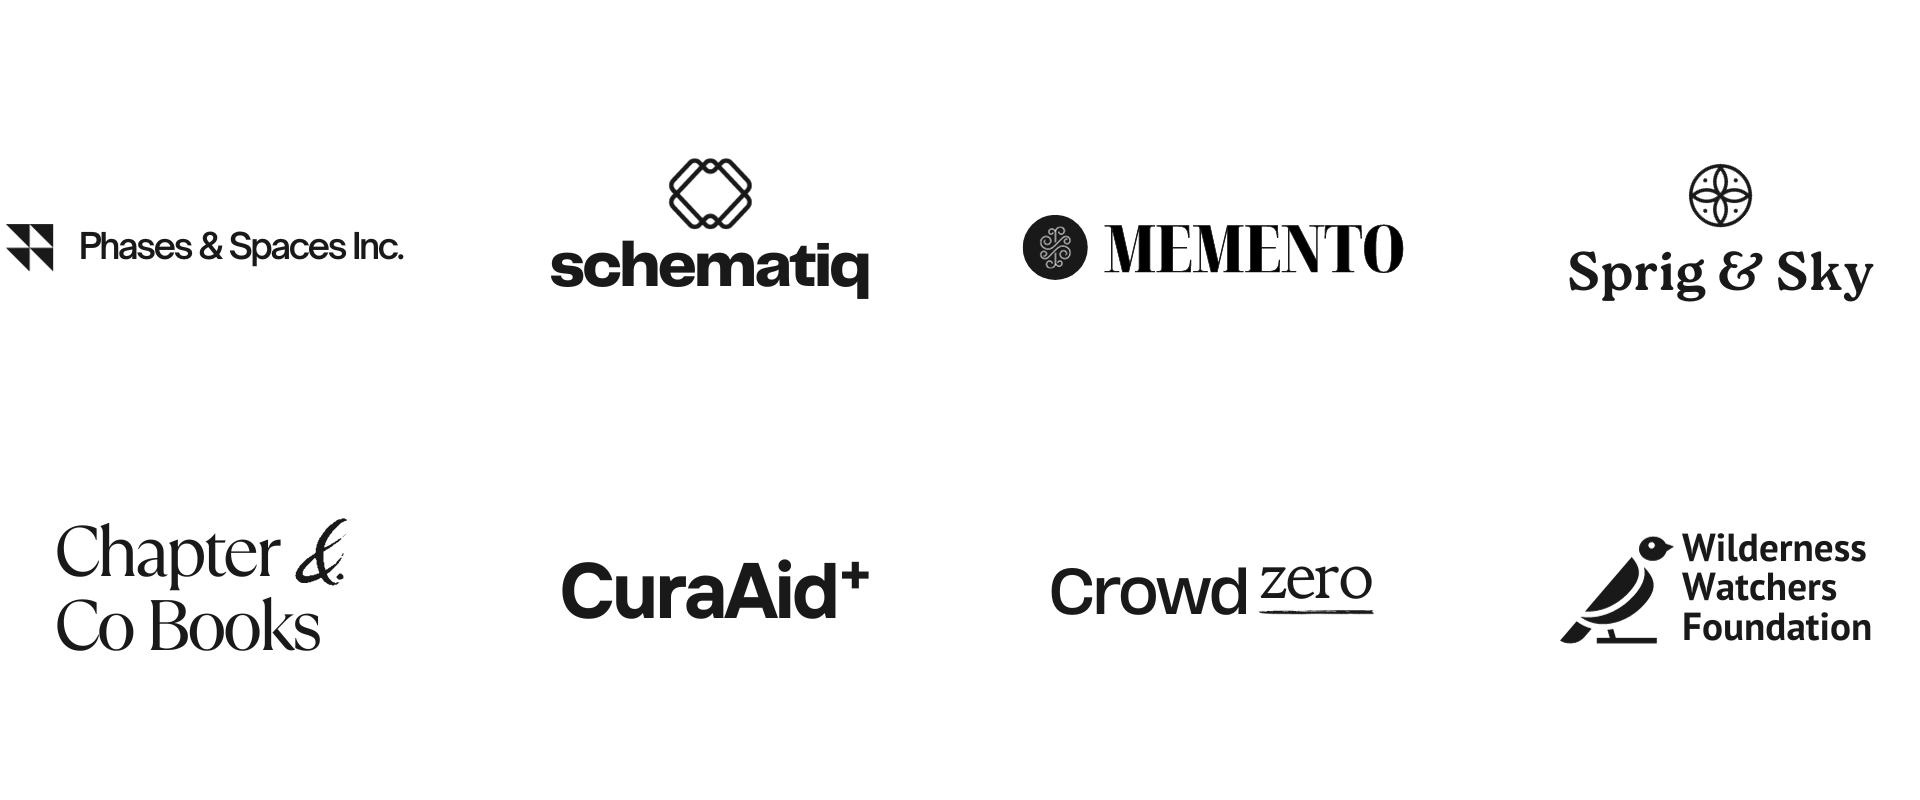 Phases & Spaces Inc.
schematiq
MEMENTO
Sprig & Sky
Chapter &
Co Books
CuraAid+
Crowd zero
Wilderness
Watchers
Foundation